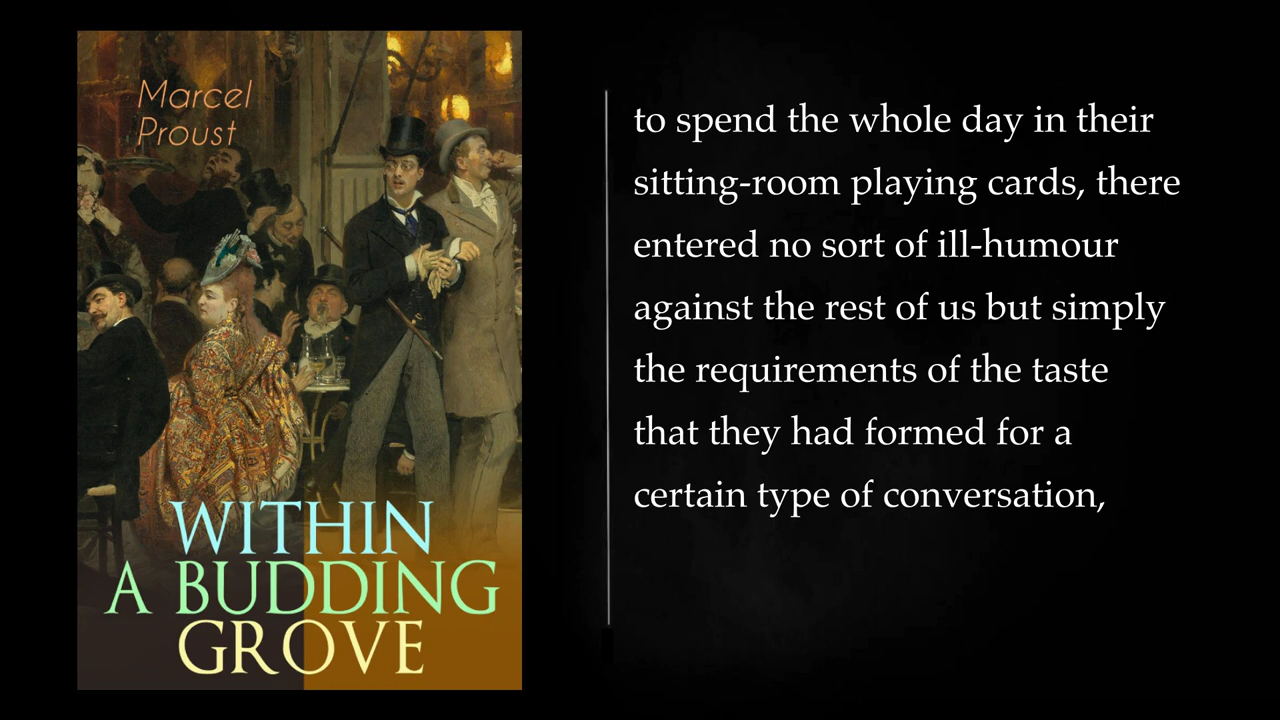 Marcel
Proust
WITHIN
A BUDDING
GROVE
to spend the whole day in their
sitting-room playing cards, there
entered no sort of ill-humour
against the rest of us but simply
the requirements of the taste
that they had formed for a
certain type of conversation,